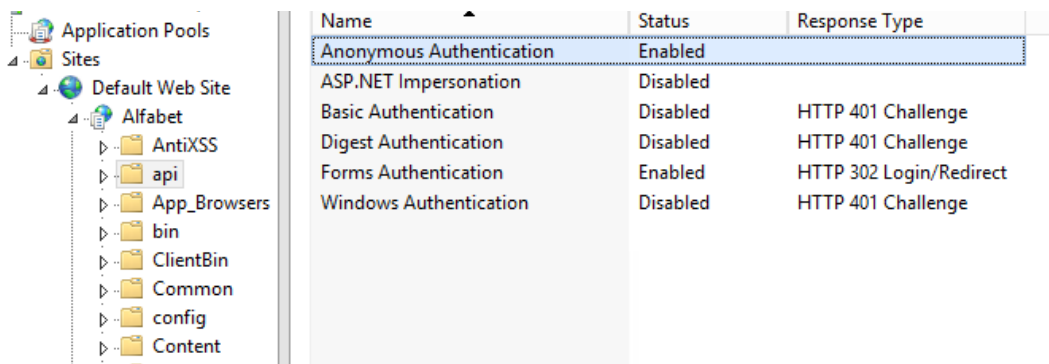 Application Pools
Sites
Default Web Site
Alfabet
AntiXSS
api
App_Browsers
bin
ClientBin
Common
config
Content
Name Status Response Type
Anonymous Authentication Enabled
ASP.NET Impersonation Disabled
Basic Authentication Disabled HTTP 401 Challenge
Digest Authentication Disabled HTTP 401 Challenge
Forms Authentication Enabled HTTP 302 Login/Redirect
Windows Authentication Disabled HTTP 401 Challenge